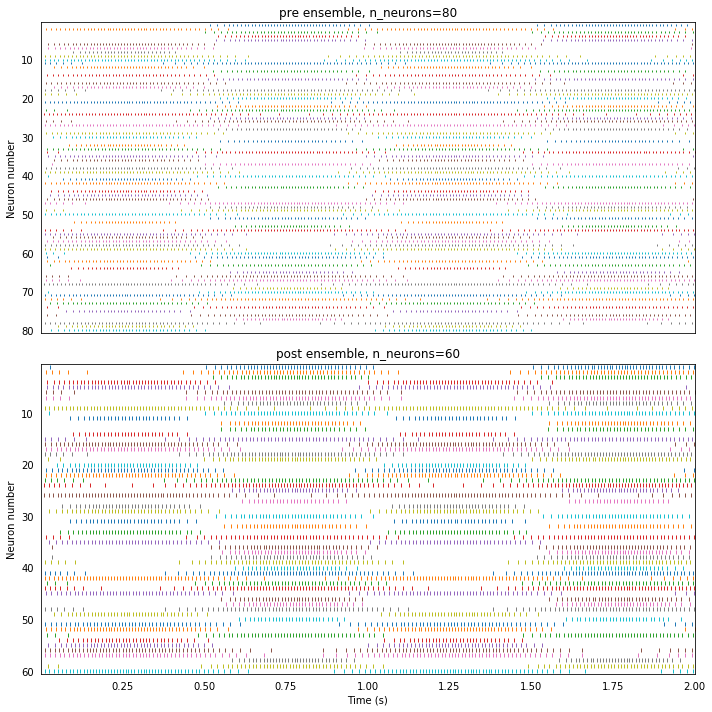 pre ensemble, n_neurons=80
10
20
30
40
50
60
70
80
Neuron number
post ensemble, n_neurons=60
10
20
30
40
50
60
Neuron number
0.25 0.50 0.75 1.00 1.25 1.50 1.75 2.00
Time (s)